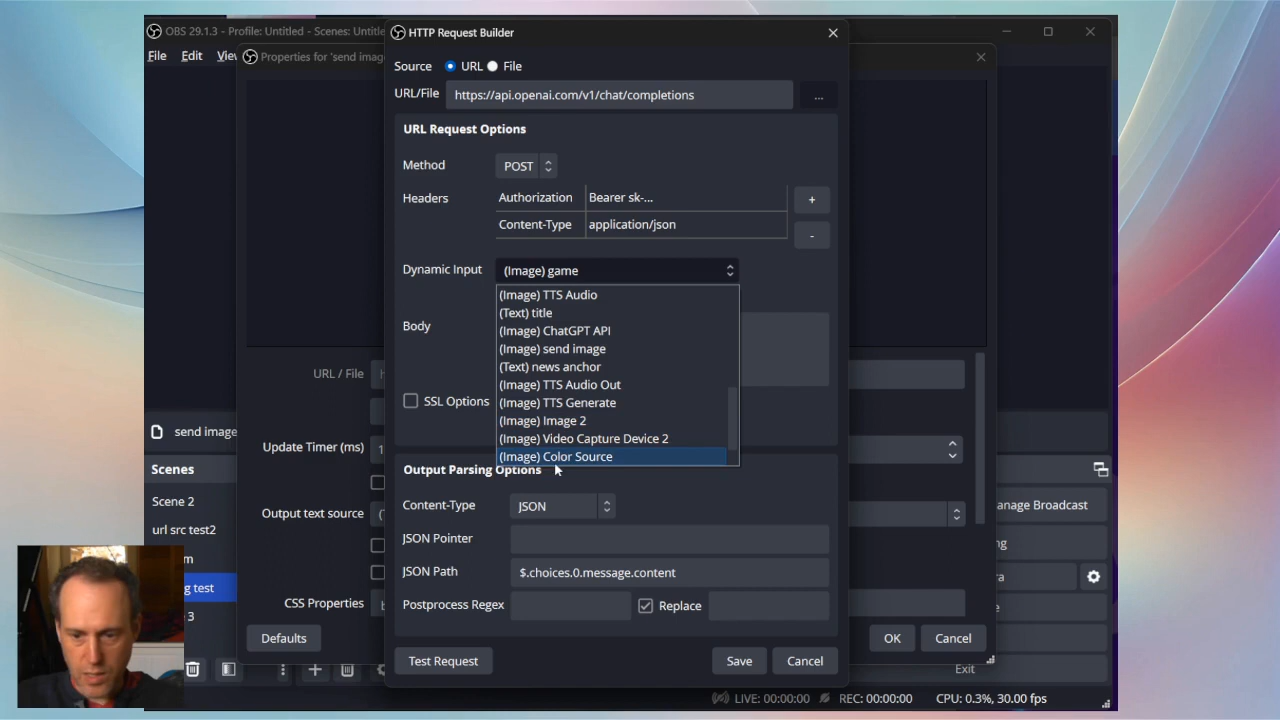 OBS 29.1.3 - Profile: Untitled - Scenes: Untitle
File Edit View
Properties for 'send imag
HTTP Request Builder
Source URL File
URL/File https://api.openai.com/v1/chat/completions ...
URL Request Options
Method POST
Headers Authorization Bearer sk-... +
Content-Type application/json -
Dynamic Input (Image) game
(Image) TTS Audio
(Text) title
(Image) ChatGPT API
(Image) send image
(Text) news anchor
(Image) TTS Audio Out
(Image) TTS Generate
(Image) Image 2
(Image) Video Capture Device 2
(Image) Color Source
Body
SSL Options
Output Parsing Options
Content-Type JSON
JSON Pointer
JSON Path $.choices.0.message.content
Postprocess Regex Replace
Test Request Save Cancel
URL / File
Update Timer (ms) 1
Output text source
CSS Properties
Defaults OK Cancel
send image
Scenes
Scene 2
url src test2
m
g test
3
anage Broadcast
ng
ra
e
Exit
LIVE: 00:00:00 REC: 00:00:00 CPU: 0.3%, 30.00 fps